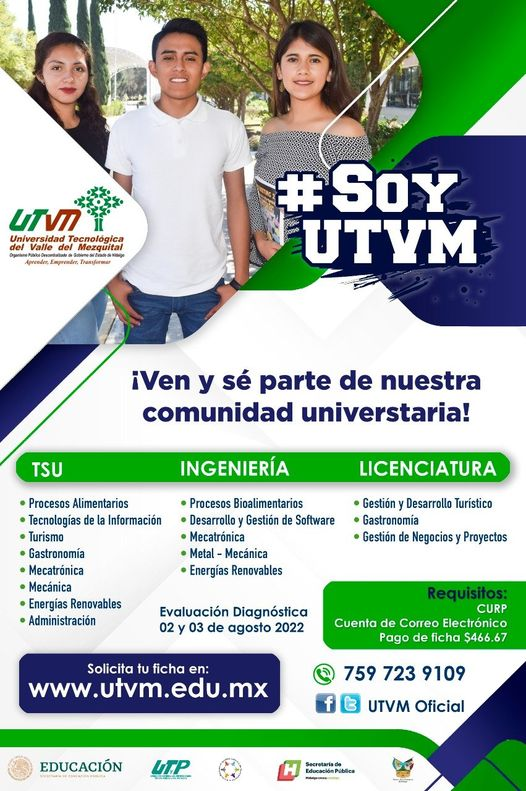 #SOY
UTVM
UTVM
Universidad Tecnológica
del Valle del Mezquital
Organismo Público Descentralizado de Gobierno del Estado de Hidalgo
Aprender, Emprender, Transformar
¡Ven y sé parte de nuestra
comunidad universtaria!
TSU
• Procesos Alimentarios
• Tecnologías de la Información
• Turismo
• Gastronomía
• Mecatrónica
• Mecánica
• Energías Renovables
• Administración
INGENIERÍA
• Procesos Bioalimentarios
• Desarrollo y Gestión de Software
• Mecatrónica
• Metal - Mecánica
• Energías Renovables
LICENCIATURA
• Gestión y Desarrollo Turístico
• Gastronomía
• Gestión de Negocios y Proyectos
Evaluación Diagnóstica
02 y 03 de agosto 2022
Requisitos:
CURP
Cuenta de Correo Electrónico
Pago de ficha $466.67
Solicita tu ficha en:
www.utvm.edu.mx
759 723 9109
UTVM Oficial
EDUCACIÓN
SECRETARÍA DE EDUCACIÓN PÚBLICA
UTP
H
Secretaría de
Educación Pública